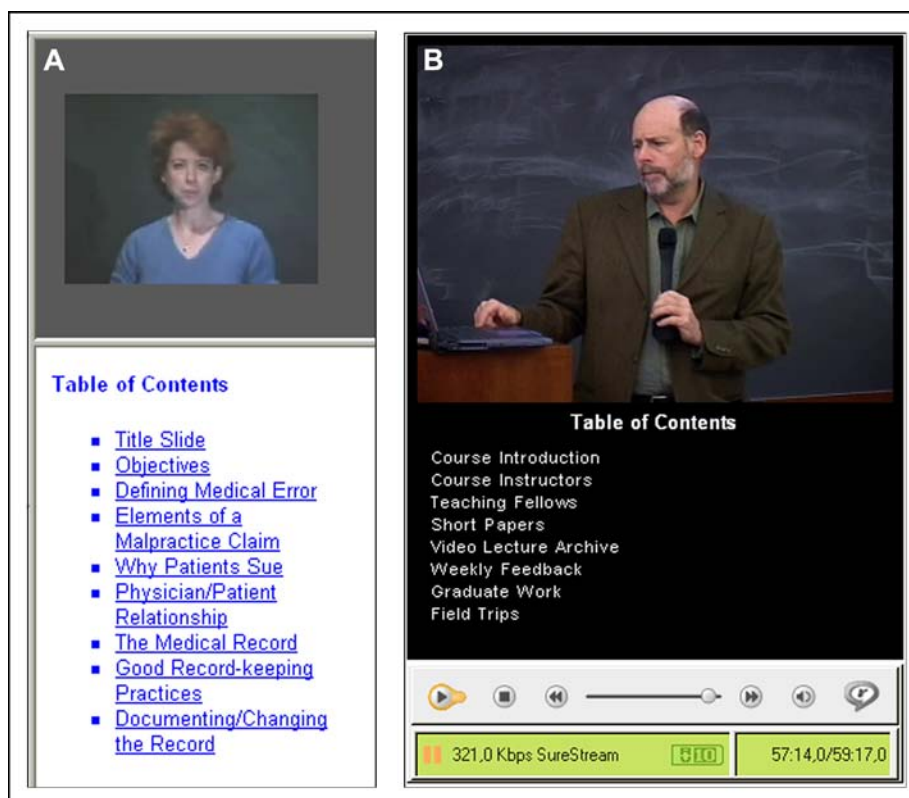 A
Table of Contents
Title Slide
Objectives
Defining Medical Error
Elements of a
Malpractice Claim
Why Patients Sue
Physician/Patient
Relationship
The Medical Record
Good Record-keeping
Practices
Documenting/Changing
the Record
B
Table of Contents
Course Introduction
Course Instructors
Teaching Fellows
Short Papers
Video Lecture Archive
Weekly Feedback
Graduate Work
Field Trips
321,0 Kbps SureStream
57:14,0/59:17,0